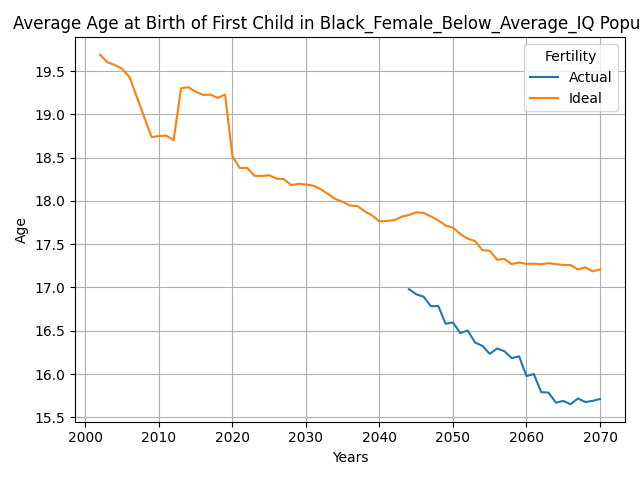 Average Age at Birth of First Child in Black_Female_Below_Average_IQ Popu
Fertility
Actual
Ideal
Age
19.5
19.0
18.5
18.0
17.5
17.0
16.5
16.0
15.5
2000 2010 2020 2030 2040 2050 2060 2070
Years